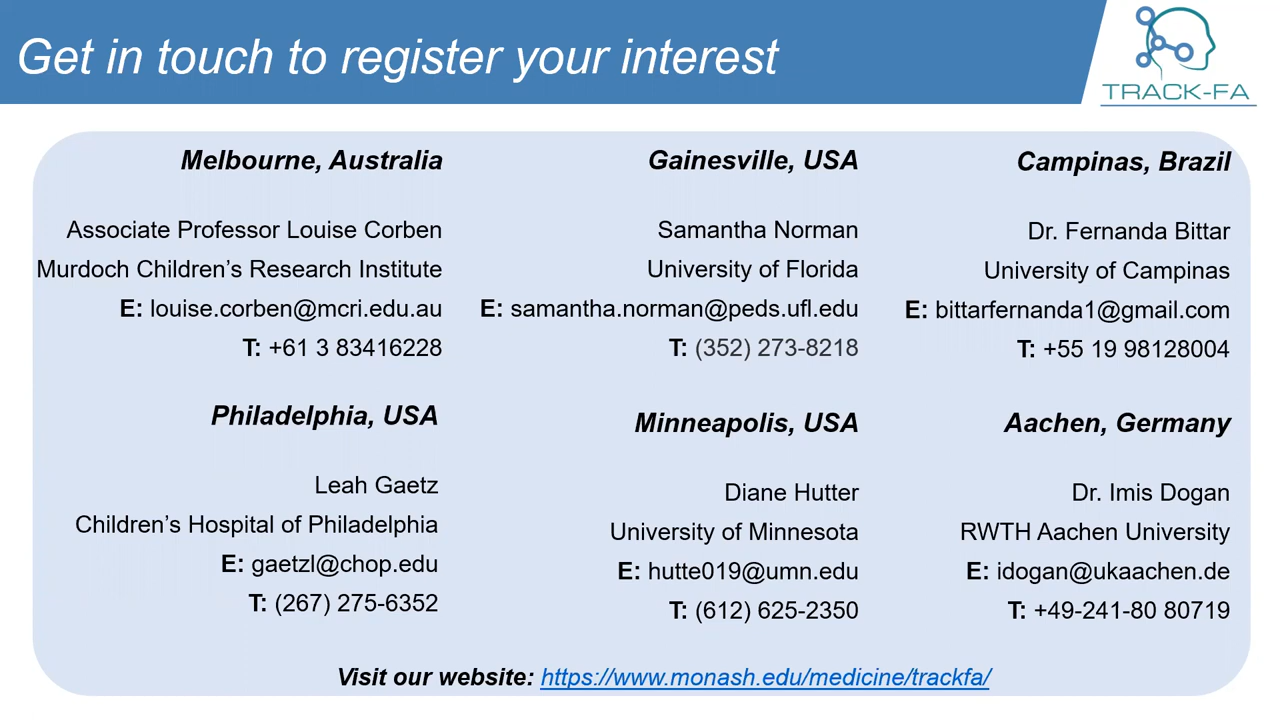 Get in touch to register your interest
TRACK-FA
Melbourne, Australia
Associate Professor Louise Corben
Murdoch Children's Research Institute
E: louise.corben@mcri.edu.au
T: +61 3 83416228
Gainesville, USA
Samantha Norman
University of Florida
E: samantha.norman@peds.ufl.edu
T: (352) 273-8218
Campinas, Brazil
Dr. Fernanda Bittar
University of Campinas
E: bittarfernanda1@gmail.com
T: +55 19 98128004
Philadelphia, USA
Leah Gaetz
Children's Hospital of Philadelphia
E: gaetzl@chop.edu
T: (267) 275-6352
Minneapolis, USA
Diane Hutter
University of Minnesota
E: hutte019@umn.edu
T: (612) 625-2350
Aachen, Germany
Dr. Imis Dogan
RWTH Aachen University
E: idogan@ukaachen.de
T: +49-241-80 80719
Visit our website: https://www.monash.edu/medicine/trackfa/